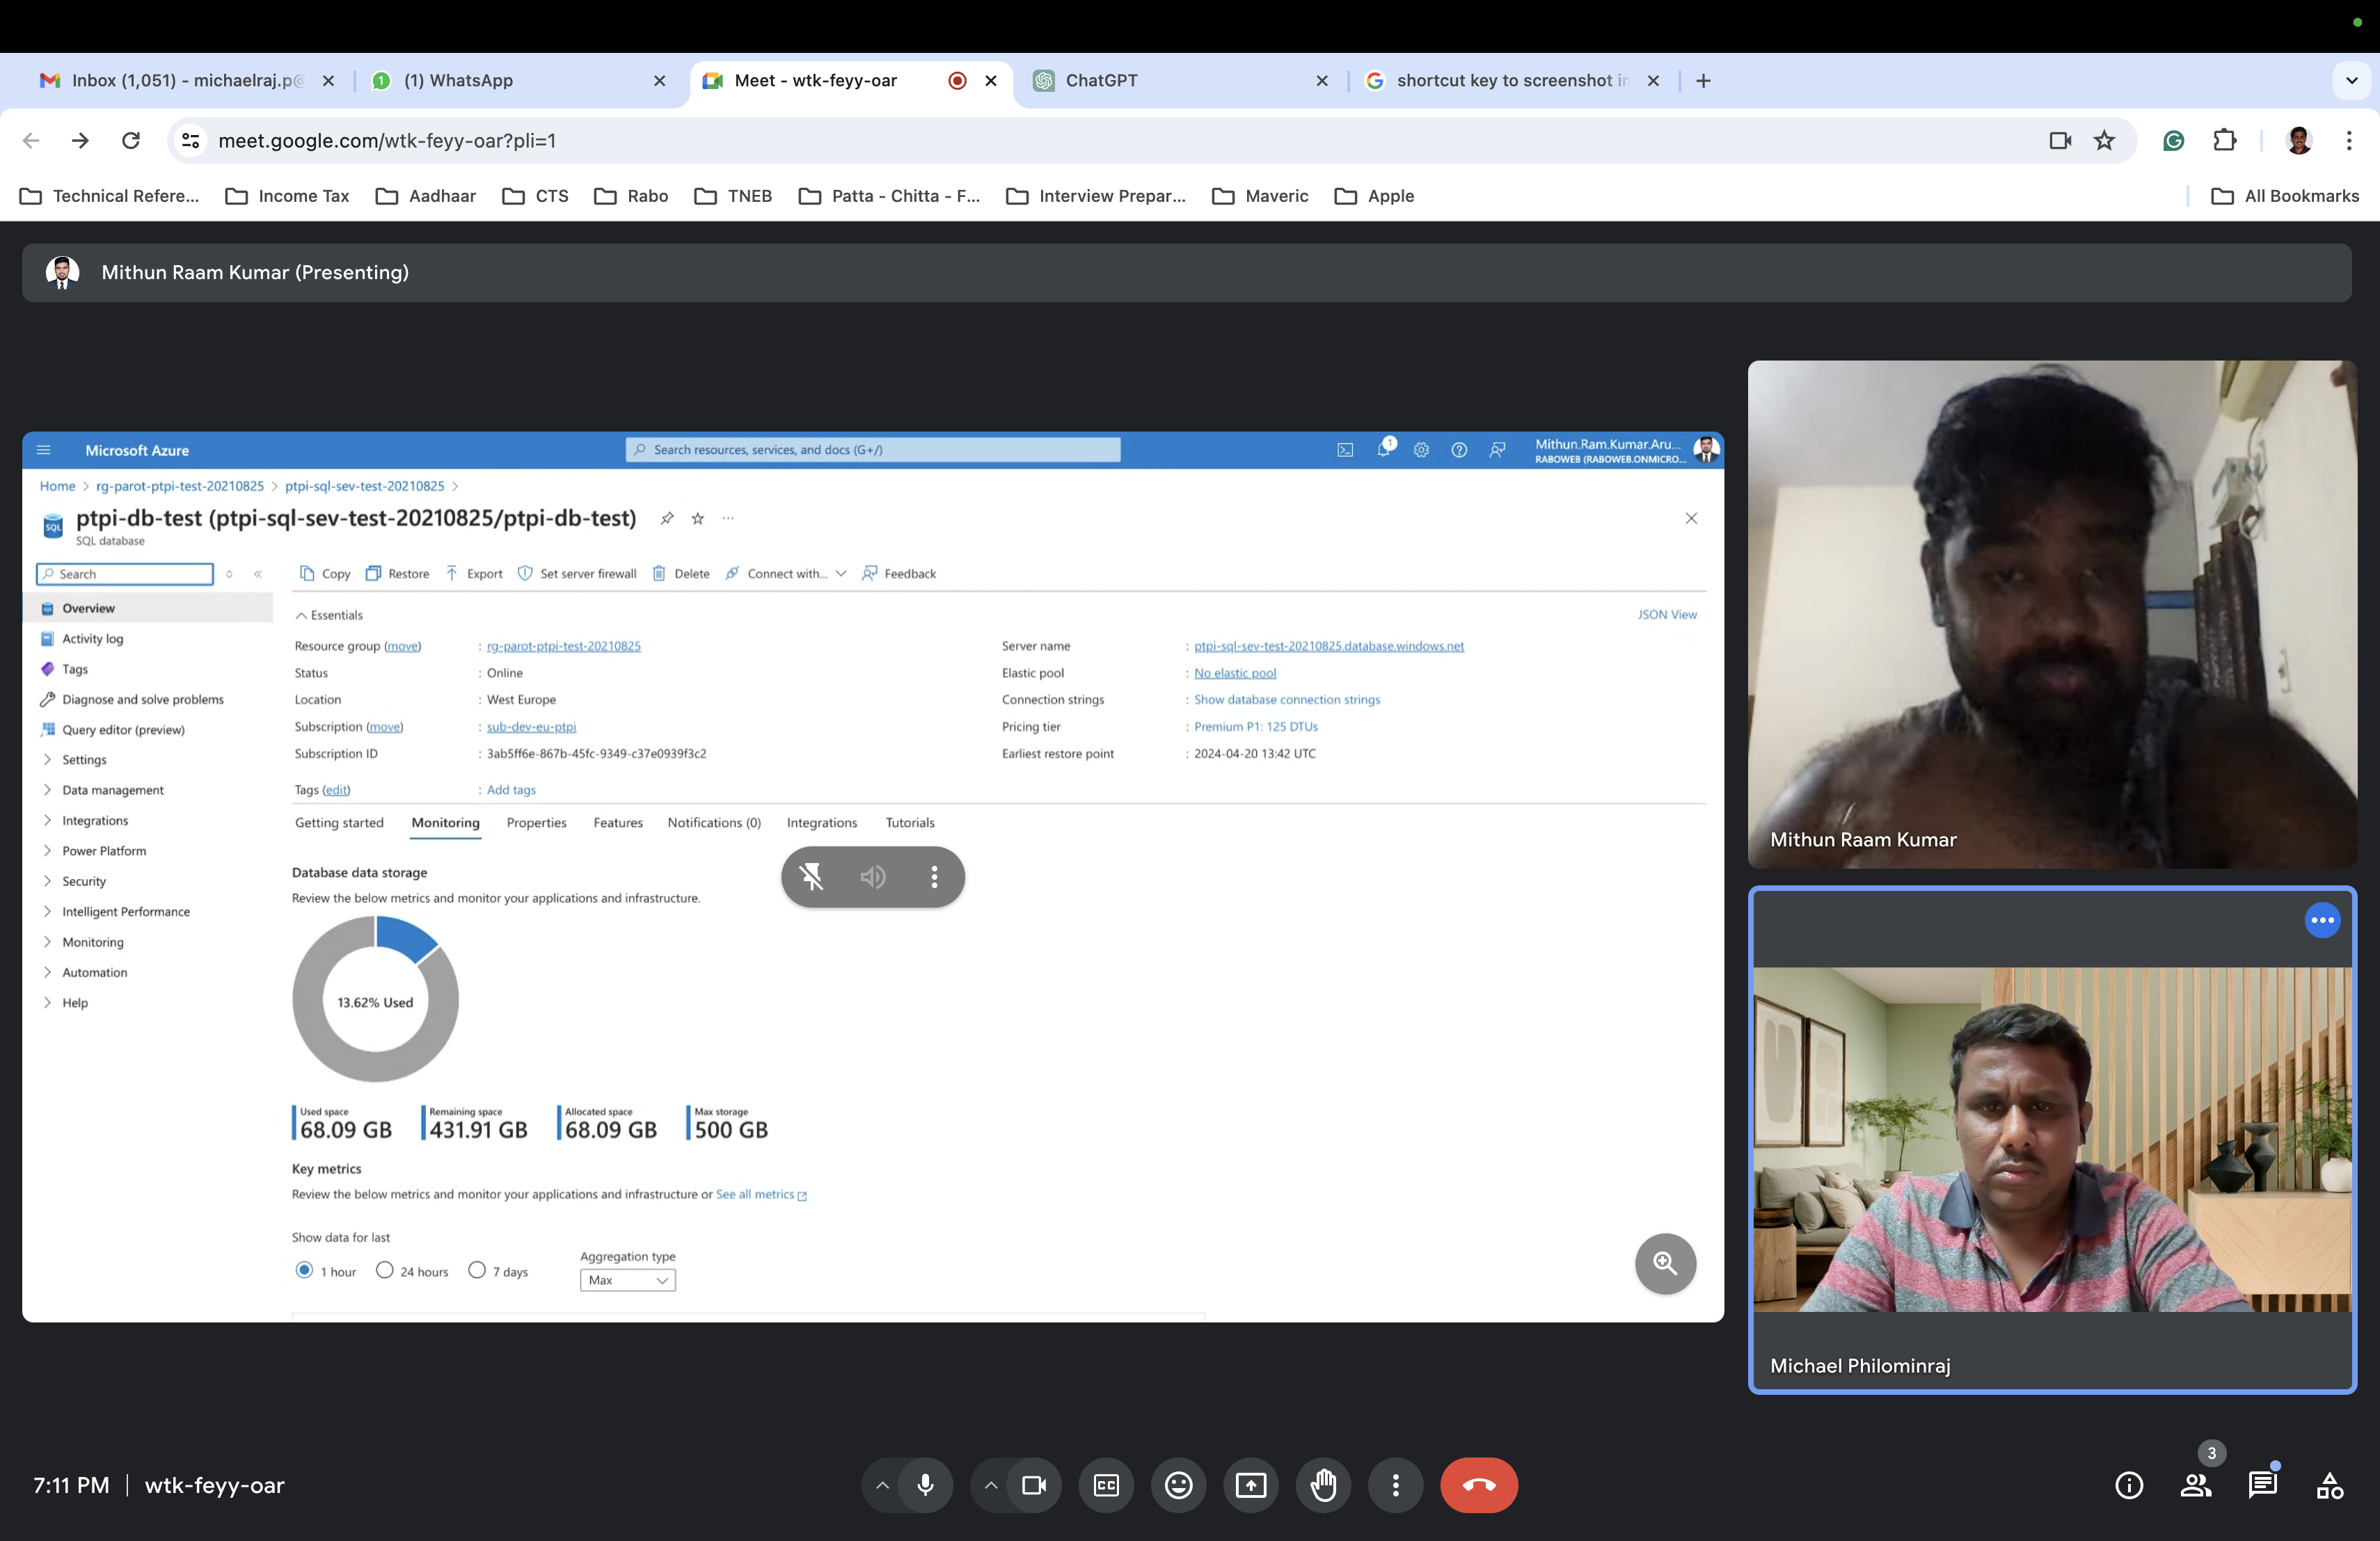 Inbox (1,051) - michaelraj.p@
(1) WhatsApp
Meet - wtk-feyy-oar
ChatGPT
shortcut key to screenshot in
meet.google.com/wtk-feyy-oar?pli=1
Technical Refere...
Income Tax
Aadhaar
CTS
Rabo
TNEB
Patta - Chitta - F...
Interview Prepar...
Maveric
Apple
All Bookmarks
Mithun Raam Kumar (Presenting)
Microsoft Azure
Search resources, services, and docs (G+/)
1
Mithun.Ram.Kumar.Aru...
RABOWEB (RABOWEB.ONMICRO...
Home > rg-parot-ptpi-test-20210825 > ptpi-sql-sev-test-20210825 >
SQL
ptpi-db-test (ptpi-sql-sev-test-20210825/ptpi-db-test)
SQL database
Search
Copy
Restore
Export
Set server firewall
Delete
Connect with...
Feedback
Overview
Activity log
Tags
Diagnose and solve problems
Query editor (preview)
Settings
Data management
Integrations
Power Platform
Security
Intelligent Performance
Monitoring
Automation
Help
Essentials
JSON View
Resource group (move) : rg-parot-ptpi-test-20210825
Status : Online
Location : West Europe
Subscription (move) : sub-dev-eu-ptpi
Subscription ID : 3ab5ff6e-867b-45fc-9349-c37e0939f3c2
Tags (edit) : Add tags
Server name : ptpi-sql-sev-test-20210825.database.windows.net
Elastic pool : No elastic pool
Connection strings : Show database connection strings
Pricing tier : Premium P1: 125 DTUs
Earliest restore point : 2024-04-20 13:42 UTC
Getting started
Monitoring
Properties
Features
Notifications (0)
Integrations
Tutorials
Database data storage
Review the below metrics and monitor your applications and infrastructure.
13.62% Used
Used space
68.09 GB
Remaining space
431.91 GB
Allocated space
68.09 GB
Max storage
500 GB
Key metrics
Review the below metrics and monitor your applications and infrastructure or See all metrics
Show data for last
1 hour
24 hours
7 days
Aggregation type
Max
Mithun Raam Kumar
Michael Philominraj
7:11 PM | wtk-feyy-oar
CC
3